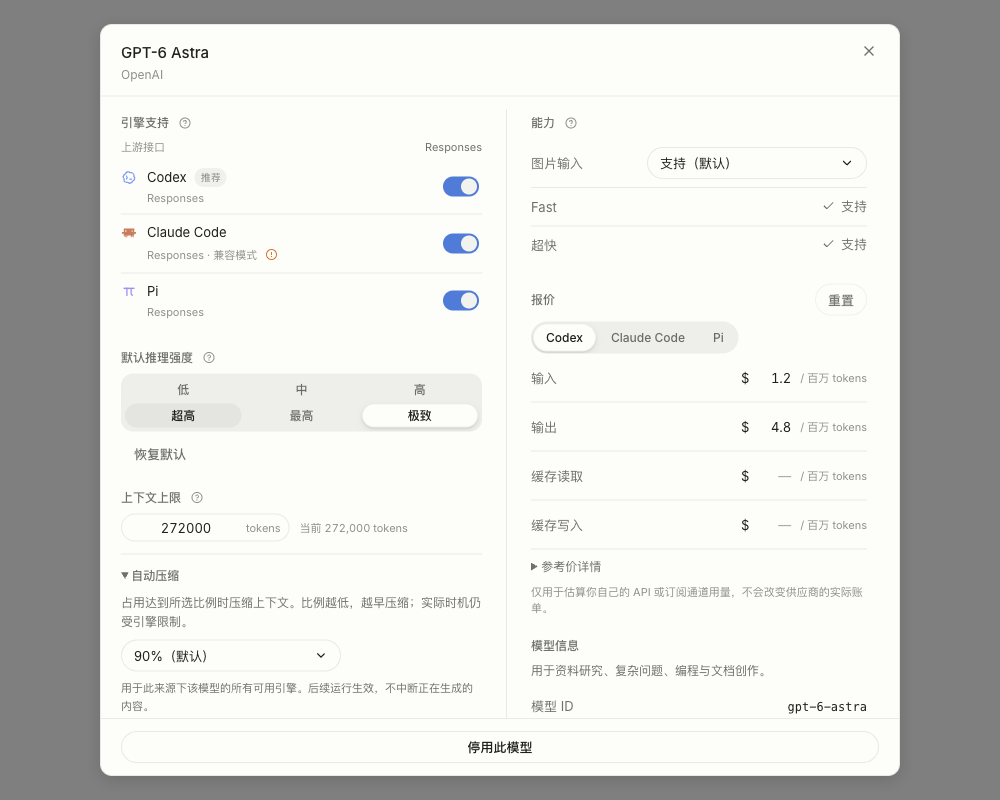 GPT-6 Astra
OpenAI
引擎支持
上游接口 Responses
Codex 推荐
Responses
Claude Code
Responses · 兼容模式
Pi
Responses
默认推理强度
低 中 高
超高 最高 极致
恢复默认
上下文上限
272000 tokens 当前 272,000 tokens
自动压缩
占用达到所选比例时压缩上下文。比例越低，越早压缩；实际时机仍
受引擎限制。
90%（默认）
用于此来源下该模型的所有可用引擎。后续运行生效，不中断正在生成的
内容。
能力
图片输入 支持（默认）
Fast 支持
超快 支持
报价 重置
Codex Claude Code Pi
输入 $ 1.2 / 百万 tokens
输出 $ 4.8 / 百万 tokens
缓存读取 $ — / 百万 tokens
缓存写入 $ — / 百万 tokens
参考价详情
仅用于估算你自己的 API 或订阅通道用量，不会改变供应商的实际账
单。
模型信息
用于资料研究、复杂问题、编程与文档创作。
模型 ID gpt-6-astra
停用此模型